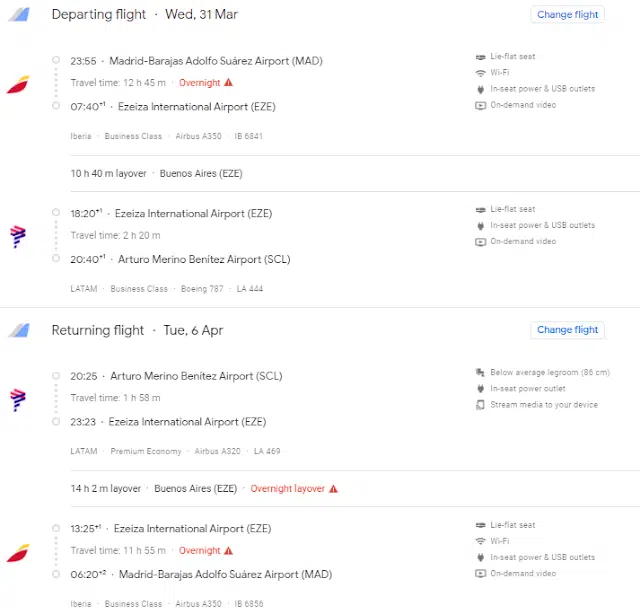 Departing flight · Wed, 31 Mar
Change flight
23:55 · Madrid-Barajas Adolfo Suárez Airport (MAD)
Travel time: 12 h 45 m · Overnight
07:40+1 · Ezeiza International Airport (EZE)
Iberia · Business Class · Airbus A350 · IB 6841
Lie-flat seat
Wi-Fi
In-seat power & USB outlets
On-demand video
10 h 40 m layover · Buenos Aires (EZE)
18:20+1 · Ezeiza International Airport (EZE)
Travel time: 2 h 20 m
20:40+1 · Arturo Merino Benítez Airport (SCL)
LATAM · Business Class · Boeing 787 · LA 444
Lie-flat seat
In-seat power & USB outlets
On-demand video
Returning flight · Tue, 6 Apr
Change flight
20:25 · Arturo Merino Benítez Airport (SCL)
Travel time: 1 h 58 m
23:23 · Ezeiza International Airport (EZE)
LATAM · Premium Economy · Airbus A320 · LA 469
Below average legroom (86 cm)
In-seat power outlet
Stream media to your device
14 h 2 m layover · Buenos Aires (EZE) · Overnight layover
13:25+1 · Ezeiza International Airport (EZE)
Travel time: 11 h 55 m · Overnight
06:20+2 · Madrid-Barajas Adolfo Suárez Airport (MAD)
Iberia · Business Class · Airbus A350 · IB 6856
Lie-flat seat
Wi-Fi
In-seat power & USB outlets
On-demand video